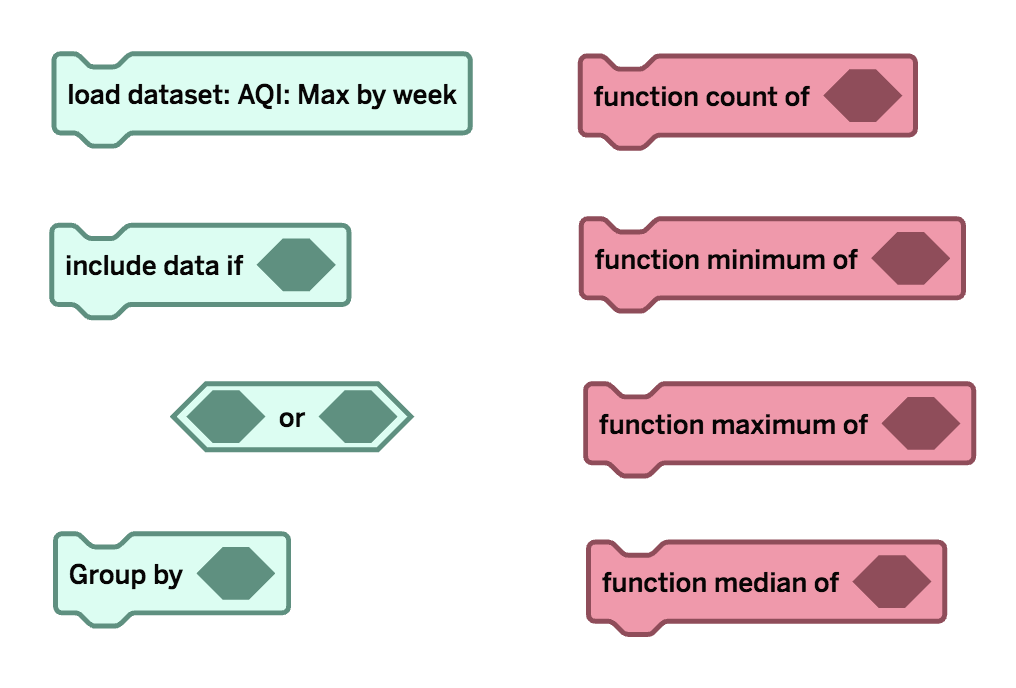 load dataset: AQI: Max by week
include data if
or
Group by
function count of
function minimum of
function maximum of
function median of